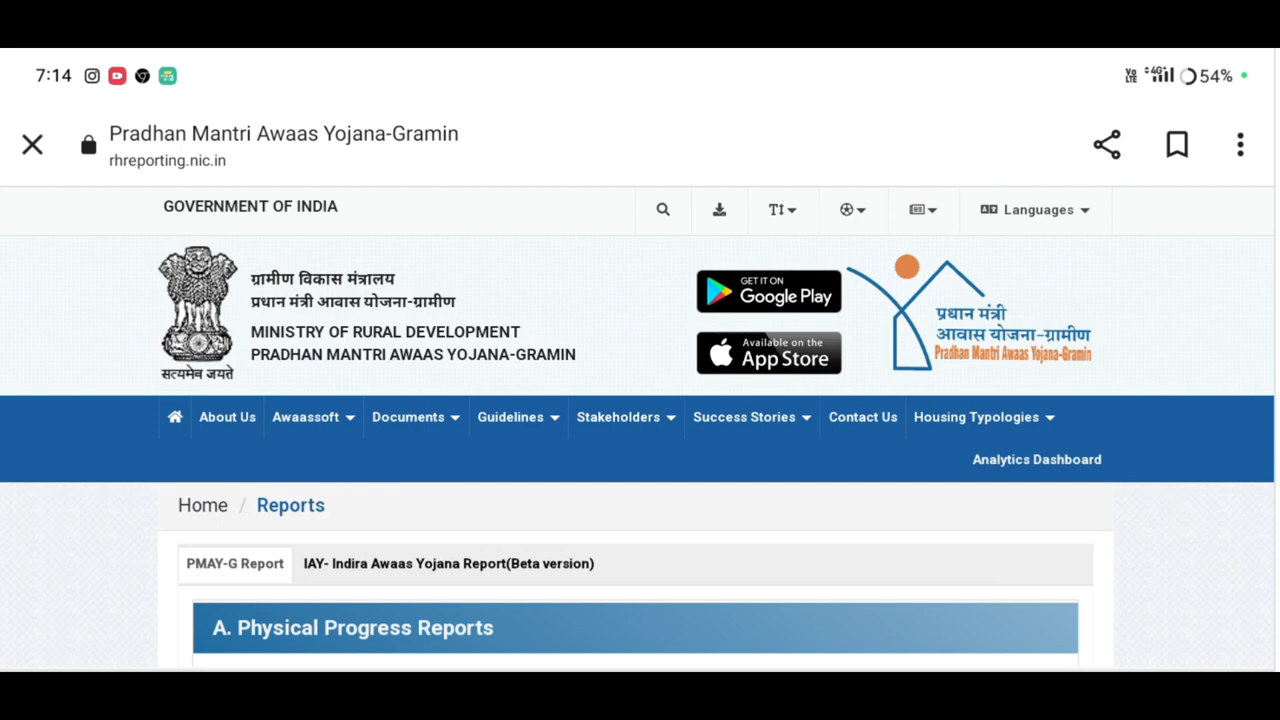 7:14
Vo LTE 4G+ 54%
Pradhan Mantri Awaas Yojana-Gramin
rhreporting.nic.in
GOVERNMENT OF INDIA
Languages
ग्रामीण विकास मंत्रालय
प्रधान मंत्री आवास योजना-ग्रामीण
MINISTRY OF RURAL DEVELOPMENT
PRADHAN MANTRI AWAAS YOJANA-GRAMIN
सत्यमेव जयते
GET IT ON
Google Play
Available on the
App Store
प्रधान मंत्री
आवास योजना-ग्रामीण
Pradhan Mantri Awaas Yojana-Gramin
About Us Awaassoft Documents Guidelines Stakeholders Success Stories Contact Us Housing Typologies
Analytics Dashboard
Home / Reports
PMAY-G Report IAY- Indira Awaas Yojana Report(Beta version)
A. Physical Progress Reports